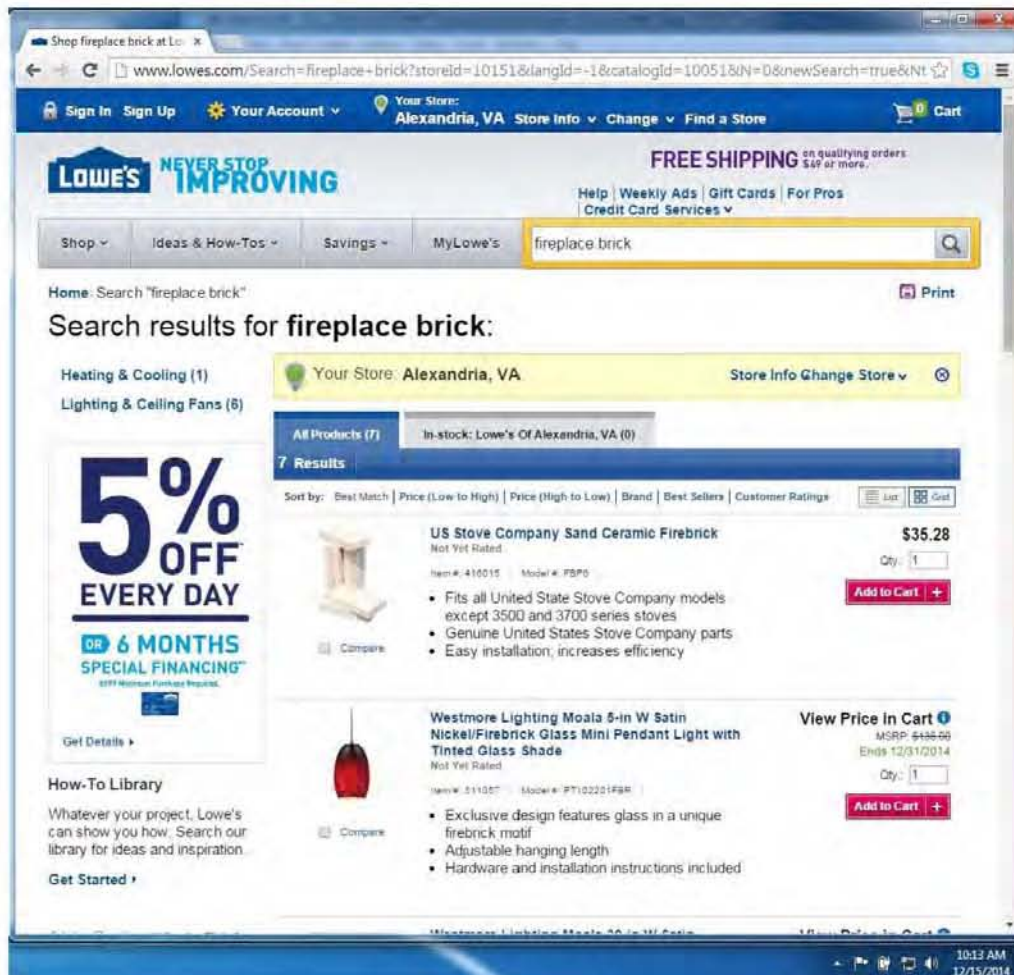 Shop fireplace brick at Lo
www.lowes.com/Search=fireplace+brick?storeId=10151&langId=-1&catalogId=10051&N=0&newSearch=true&Nt
Sign In Sign Up Your Account Your Store: Alexandria, VA Store Info Change Find a Store 0 Cart
LOWE'S NEVER STOP IMPROVING
FREE SHIPPING on qualifying orders $49 or more.
Help | Weekly Ads | Gift Cards | For Pros
| Credit Card Services
Shop Ideas & How-Tos Savings MyLowe's fireplace brick
Home Search "fireplace brick" Print
Search results for fireplace brick:
Heating & Cooling (1)
Lighting & Ceiling Fans (6)
Your Store: Alexandria, VA Store Info Change Store
All Products (7) In-stock: Lowe's Of Alexandria, VA (0)
7 Results
Sort by: Best Match | Price (Low to High) | Price (High to Low) | Brand | Best Sellers | Customer Ratings List Grid
5%
OFF
EVERY DAY
OR 6 MONTHS
SPECIAL FINANCING
Get Details
How-To Library
Whatever your project, Lowe's
can show you how. Search our
library for ideas and inspiration.
Get Started
US Stove Company Sand Ceramic Firebrick
Not Yet Rated
Item #: 416015 Model #: FBP6
• Fits all United State Stove Company models
except 3500 and 3700 series stoves
• Genuine United States Stove Company parts
• Easy installation; increases efficiency
Compare
$35.28
Qty.: 1
Add to Cart +
Westmore Lighting Moala 5-in W Satin
Nickel/Firebrick Glass Mini Pendant Light with
Tinted Glass Shade
Not Yet Rated
Item #: 511057 Model #: PT102201FBR
• Exclusive design features glass in a unique
firebrick motif
• Adjustable hanging length
• Hardware and installation instructions included
Compare
View Price In Cart
MSRP:
Ends 12/31/2014
Qty.: 1
Add to Cart +
10:13 AM
12/15/2014